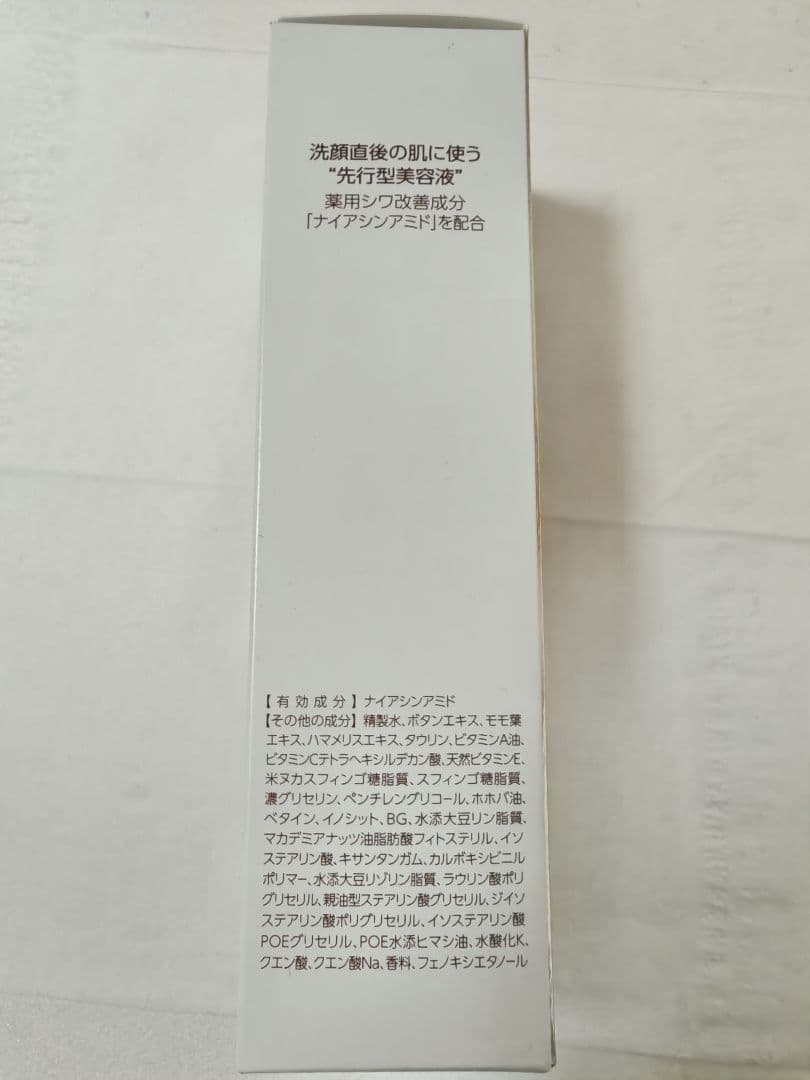 洗顔直後の肌に使う
“先行型美容液”
薬用シワ改善成分
「ナイアシンアミド」を配合
【有効成分】ナイアシンアミド
【その他の成分】精製水、ボタンエキス、モモ葉
エキス、ハマメリスエキス、タウリン、ビタミンA油、
ビタミンCテトラヘキシルデカン酸、天然ビタミンE、
米ヌカスフィンゴ糖脂質、スフィンゴ糖脂質、
濃グリセリン、ペンチレングリコール、ホホバ油、
ベタイン、イノシット、BG、水添大豆リン脂質、
マカデミアナッツ油脂肪酸フィトステリル、イソ
ステアリン酸、キサンタンガム、カルボキシビニル
ポリマー、水添大豆リゾリン脂質、ラウリン酸ポリ
グリセリル、親油型ステアリン酸グリセリル、ジイソ
ステアリン酸ポリグリセリル、イソステアリン酸
POEグリセリル、POE水添ヒマシ油、水酸化K、
クエン酸、クエン酸Na、香料、フェノキシエタノール